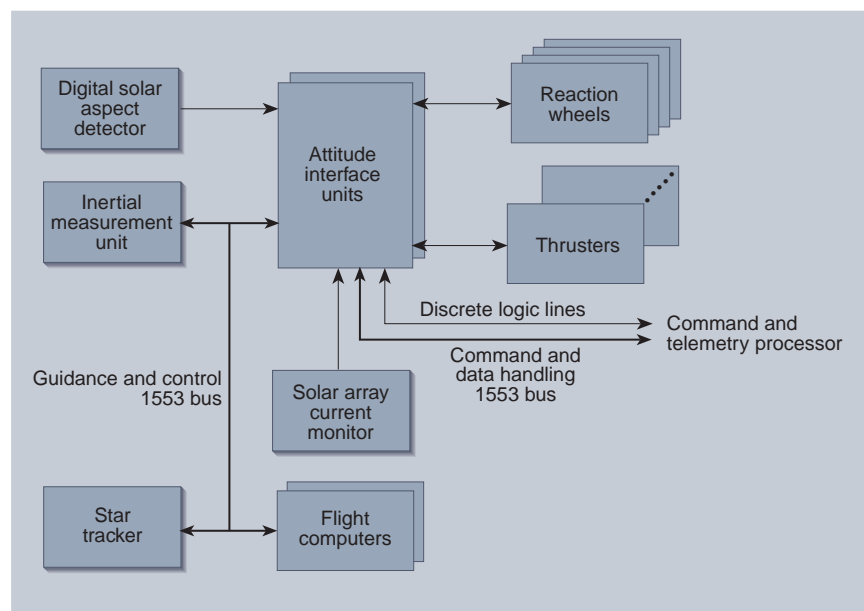 Digital solar
aspect
detector
Attitude
interface
units
Reaction
wheels
Inertial
measurement
unit
Thrusters
Discrete logic lines
Command and
telemetry processor
Guidance and control
1553 bus
Command and
data handling
1553 bus
Solar array
current
monitor
Star
tracker
Flight
computers